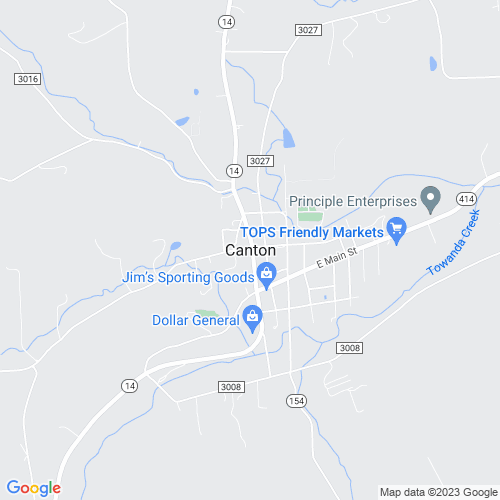 14
3027
3016
3027
14
Principle Enterprises
414
TOPS Friendly Markets
Canton
E Main St
Towanda Creek
Jim's Sporting Goods
Dollar General
3008
14
3008
154
Google
Map data ©2023 Google